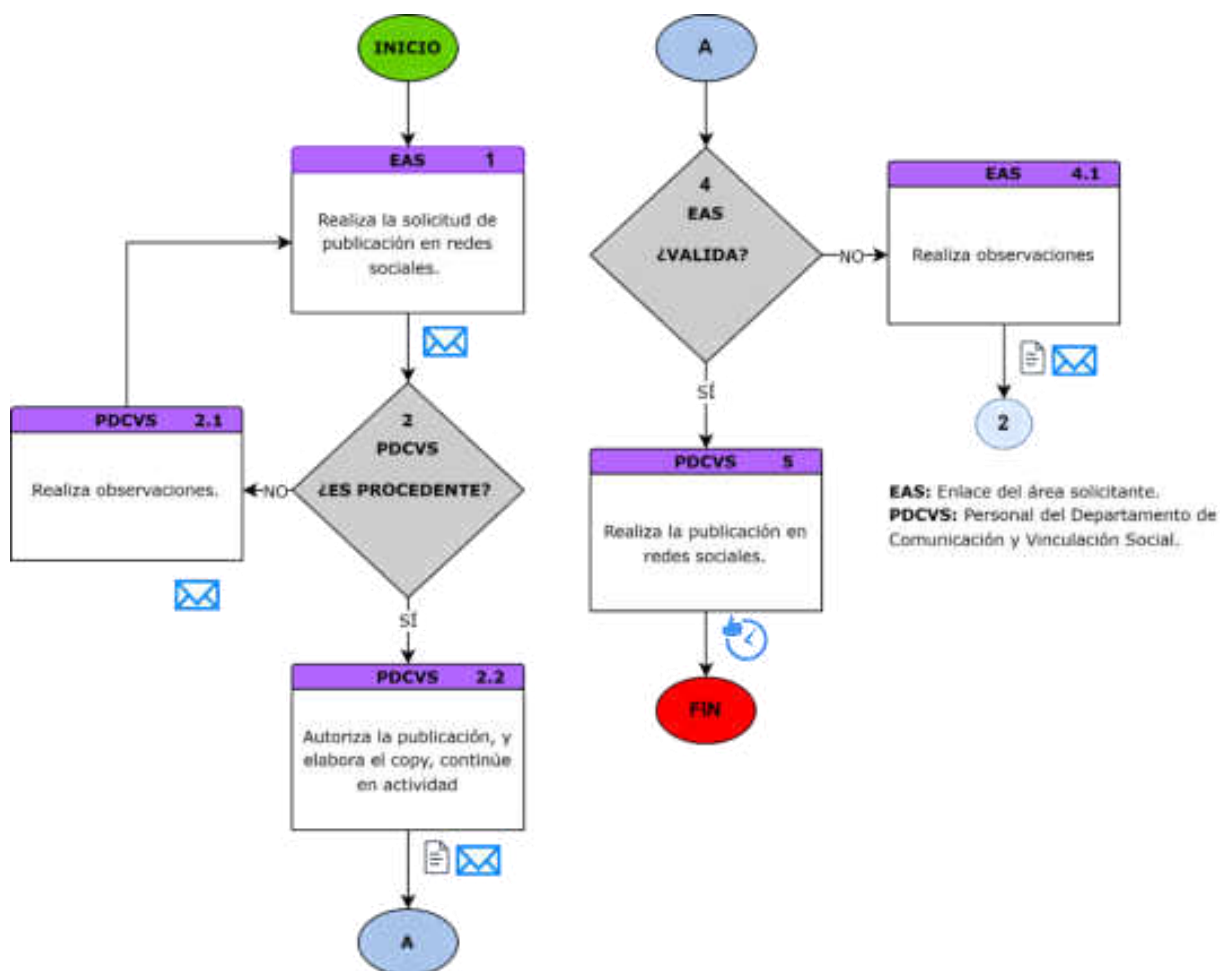 INICIO
EAS 1
Realiza la solicitud de
publicación en redes
sociales.
PDCVS 2.1
Realiza observaciones.
NO
2
PDCVS
¿ES PROCEDENTE?
SÍ
PDCVS 2.2
Autoriza la publicación, y
elabora el copy, continúe
en actividad
A
A
4
EAS
¿VALIDA?
NO
EAS 4.1
Realiza observaciones
2
SÍ
PDCVS 5
Realiza la publicación en
redes sociales.
FIN
EAS: Enlace del área solicitante.
PDCVS: Personal del Departamento de
Comunicación y Vinculación Social.